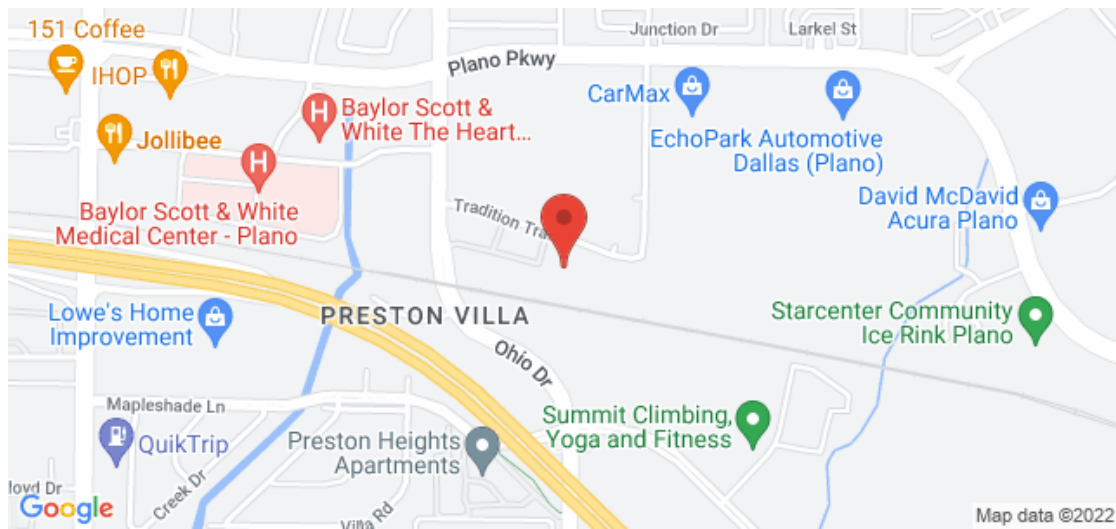 Junction Dr
Larkel St
151 Coffee
IHOP
Plano Pkwy
CarMax
Baylor Scott &
White The Heart...
Jollibee
EchoPark Automotive
Dallas (Plano)
Baylor Scott & White
Medical Center - Plano
Tradition Tra
David McDavid
Acura Plano
Lowe's Home
Improvement
PRESTON VILLA
Starcenter Community
Ice Rink Plano
Ohio Dr
Mapleshade Ln
Summit Climbing,
Yoga and Fitness
QuikTrip
Preston Heights
Apartments
Creek Dr
loyd Dr
Villa Rd
Google
Map data ©2022